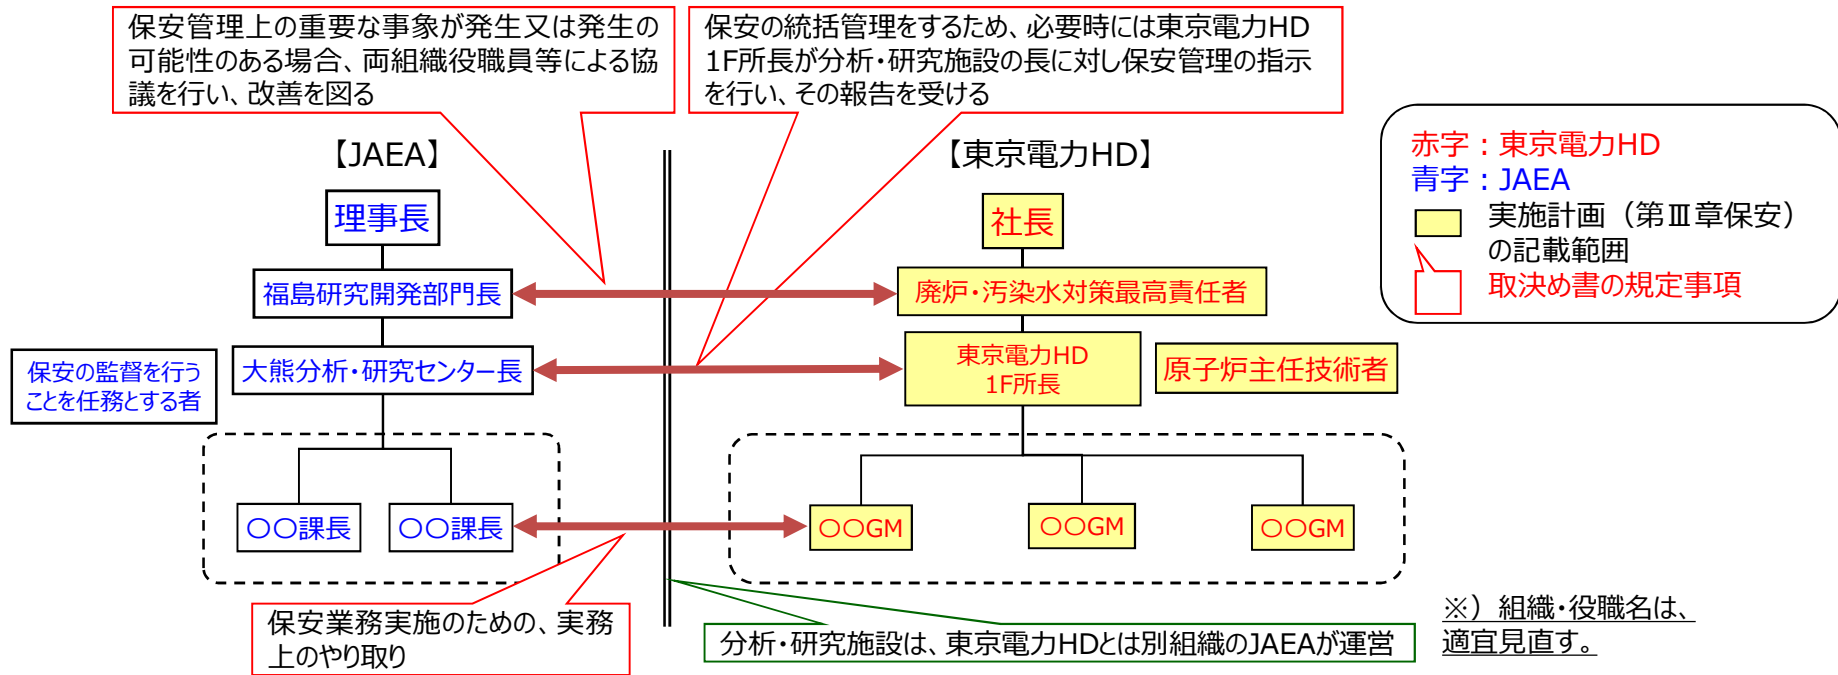 保安管理上の重要な事象が発生又は発生の
可能性のある場合、両組織役職員等による協
議を行い、改善を図る
保安の統括管理をするため、必要時には東京電力HD
1F所長が分析・研究施設の長に対し保安管理の指示
を行い、その報告を受ける
赤字：東京電力HD
青字：JAEA
実施計画（第Ⅲ章保安）
の記載範囲
取決め書の規定事項
【JAEA】
【東京電力HD】
理事長
社長
福島研究開発部門長
廃炉・汚染水対策最高責任者
保安の監督を行う
ことを任務とする者
大熊分析・研究センター長
東京電力HD
1F所長
原子炉主任技術者
〇〇課長
〇〇課長
〇〇GM
〇〇GM
〇〇GM
保安業務実施のための、実務
上のやり取り
分析・研究施設は、東京電力HDとは別組織のJAEAが運営
※）組織・役職名は、
適宜見直す。